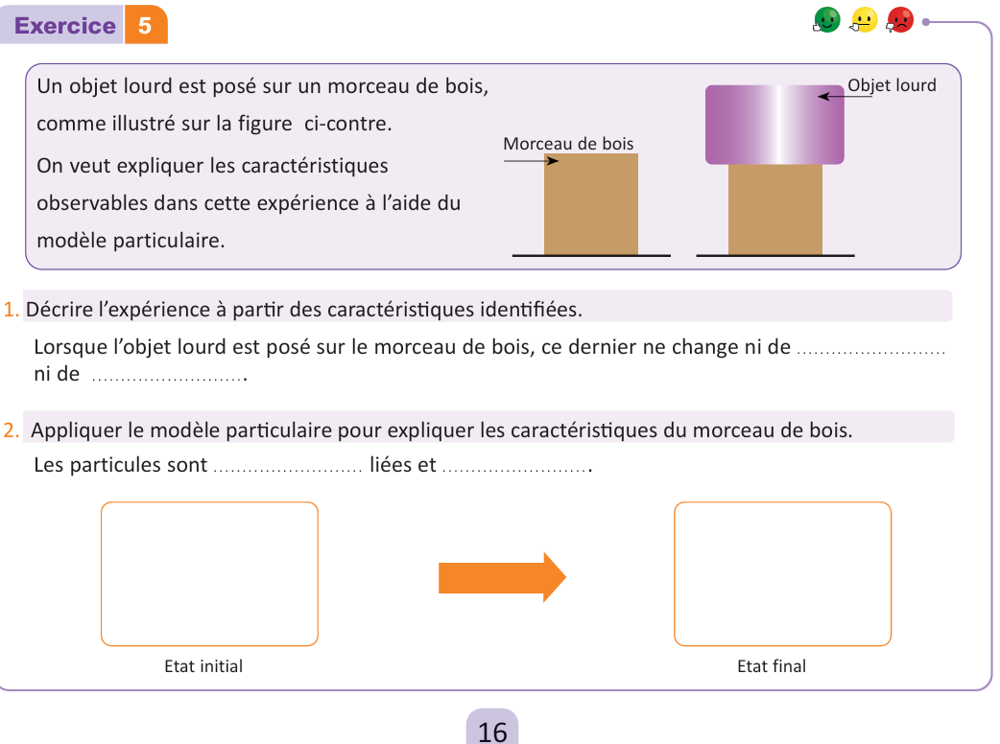 Exercice 5
Un objet lourd est posé sur un morceau de bois,
comme illustré sur la figure ci-contre.
On veut expliquer les caractéristiques
observables dans cette expérience à l’aide du
modèle particulaire.
Morceau de bois
Objet lourd
1. Décrire l’expérience à partir des caractéristiques identifiées.
Lorsque l’objet lourd est posé sur le morceau de bois, ce dernier ne change ni de ..........................
ni de ...........................
2. Appliquer le modèle particulaire pour expliquer les caractéristiques du morceau de bois.
Les particules sont .......................... liées et ..........................
Etat initial
Etat final
16